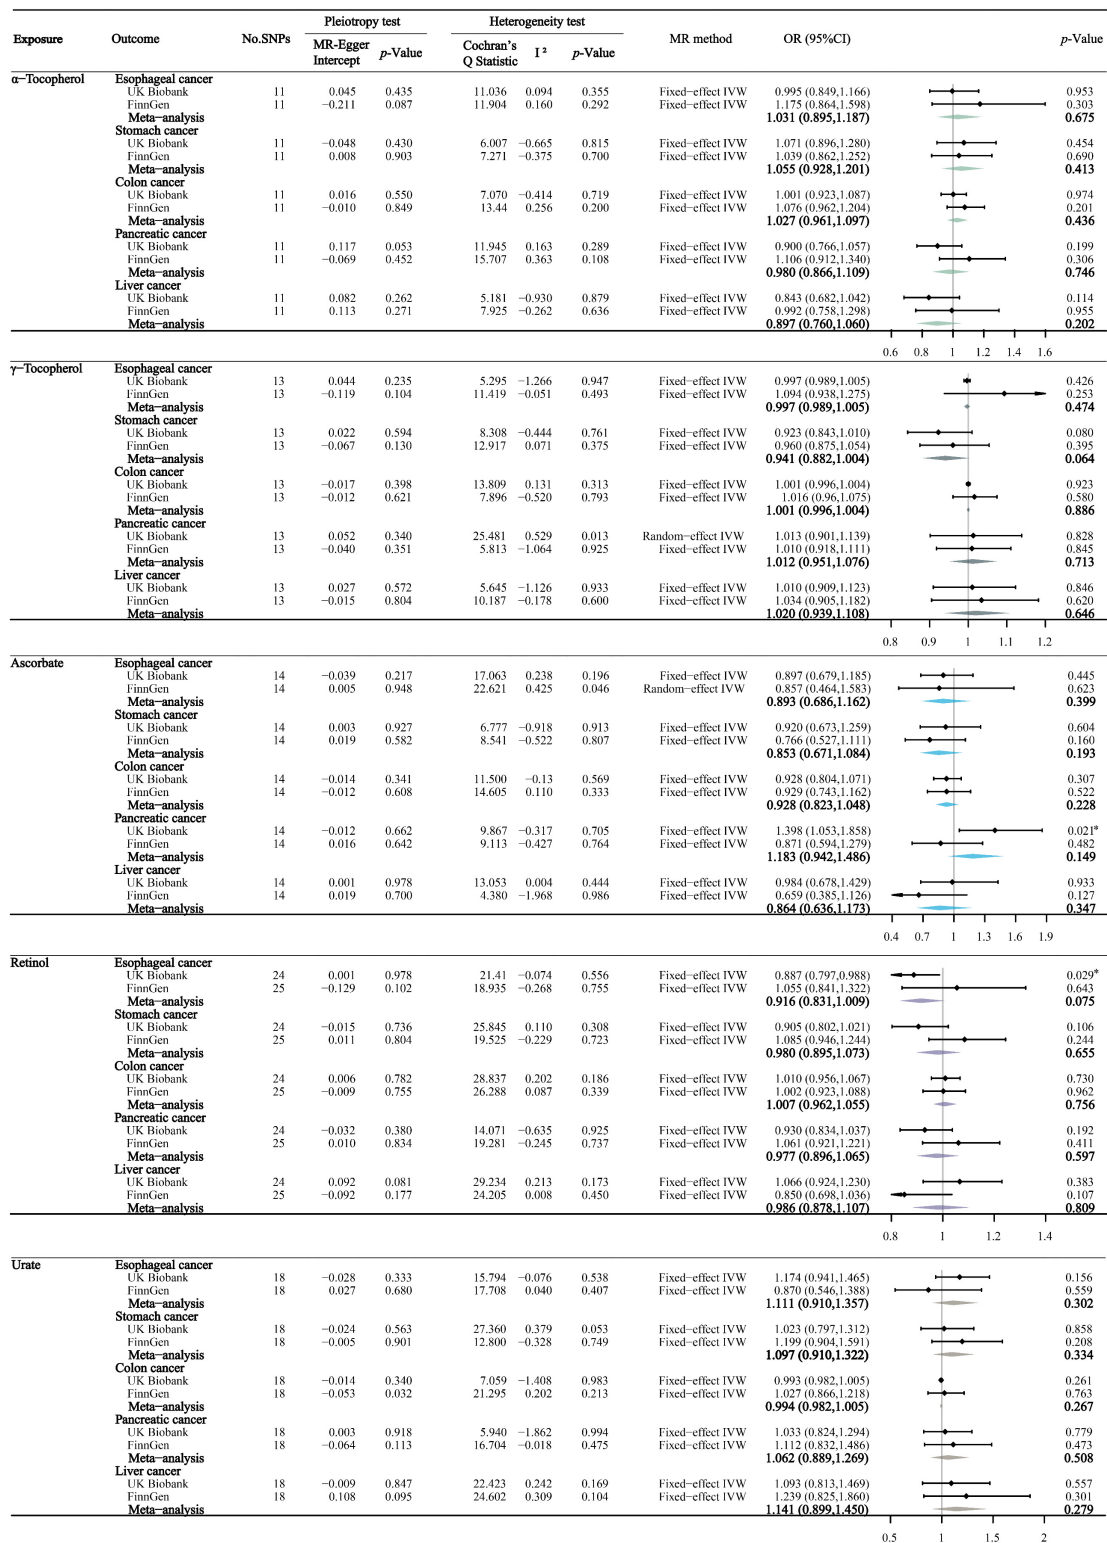 Pleiotropy test Heterogeneity test
Exposure Outcome No.SNPs MR−Egger Intercept p-Value Cochran's Q Statistic I² p-Value MR method OR (95%CI) p-Value
α−Tocopherol Esophageal cancer
UK Biobank 11 0.045 0.435 11.036 0.094 0.355 Fixed−effect IVW 0.995 (0.849,1.166) 0.953
FinnGen 11 −0.211 0.087 11.904 0.160 0.292 Fixed−effect IVW 1.175 (0.864,1.598) 0.303
Meta−analysis 1.031 (0.895,1.187) 0.675
Stomach cancer
UK Biobank 11 −0.048 0.430 6.007 −0.665 0.815 Fixed−effect IVW 1.071 (0.896,1.280) 0.454
FinnGen 11 0.008 0.903 7.271 −0.375 0.700 Fixed−effect IVW 1.039 (0.862,1.252) 0.690
Meta−analysis 1.055 (0.928,1.201) 0.413
Colon cancer
UK Biobank 11 0.016 0.550 7.070 −0.414 0.719 Fixed−effect IVW 1.001 (0.923,1.087) 0.974
FinnGen 11 −0.010 0.849 13.44 0.256 0.200 Fixed−effect IVW 1.076 (0.962,1.204) 0.201
Meta−analysis 1.027 (0.961,1.097) 0.436
Pancreatic cancer
UK Biobank 11 0.117 0.053 11.945 0.163 0.289 Fixed−effect IVW 0.900 (0.766,1.057) 0.199
FinnGen 11 −0.069 0.452 15.707 0.363 0.108 Fixed−effect IVW 1.106 (0.912,1.340) 0.306
Meta−analysis 0.980 (0.866,1.109) 0.746
Liver cancer
UK Biobank 11 0.082 0.262 5.181 −0.930 0.879 Fixed−effect IVW 0.843 (0.682,1.042) 0.114
FinnGen 11 0.113 0.271 7.925 −0.262 0.636 Fixed−effect IVW 0.992 (0.758,1.298) 0.955
Meta−analysis 0.897 (0.760,1.060) 0.202
0.6 0.8 1 1.2 1.4 1.6
γ−Tocopherol Esophageal cancer
UK Biobank 13 0.044 0.235 5.295 −1.266 0.947 Fixed−effect IVW 0.997 (0.989,1.005) 0.426
FinnGen 13 −0.119 0.104 11.419 −0.051 0.493 Fixed−effect IVW 1.094 (0.938,1.275) 0.253
Meta−analysis 0.997 (0.989,1.005) 0.474
Stomach cancer
UK Biobank 13 0.022 0.594 8.308 −0.444 0.761 Fixed−effect IVW 0.923 (0.843,1.010) 0.080
FinnGen 13 −0.067 0.130 12.917 0.071 0.375 Fixed−effect IVW 0.960 (0.875,1.054) 0.395
Meta−analysis 0.941 (0.882,1.004) 0.064
Colon cancer
UK Biobank 13 −0.017 0.398 13.809 0.131 0.313 Fixed−effect IVW 1.001 (0.996,1.004) 0.923
FinnGen 13 −0.012 0.621 7.896 −0.520 0.793 Fixed−effect IVW 1.016 (0.96,1.075) 0.580
Meta−analysis 1.001 (0.996,1.004) 0.886
Pancreatic cancer
UK Biobank 13 0.052 0.340 25.481 0.529 0.013 Random−effect IVW 1.013 (0.901,1.139) 0.828
FinnGen 13 −0.040 0.351 5.813 −1.064 0.925 Fixed−effect IVW 1.010 (0.918,1.111) 0.845
Meta−analysis 1.012 (0.951,1.076) 0.713
Liver cancer
UK Biobank 13 0.027 0.572 5.645 −1.126 0.933 Fixed−effect IVW 1.010 (0.909,1.123) 0.846
FinnGen 13 −0.015 0.804 10.187 −0.178 0.600 Fixed−effect IVW 1.034 (0.905,1.182) 0.620
Meta−analysis 1.020 (0.939,1.108) 0.646
0.8 0.9 1 1.1 1.2
Ascorbate Esophageal cancer
UK Biobank 14 −0.039 0.217 17.063 0.238 0.196 Fixed−effect IVW 0.897 (0.679,1.185) 0.445
FinnGen 14 0.005 0.948 22.621 0.425 0.046 Random−effect IVW 0.857 (0.464,1.583) 0.623
Meta−analysis 0.893 (0.686,1.162) 0.399
Stomach cancer
UK Biobank 14 0.003 0.927 6.777 −0.918 0.913 Fixed−effect IVW 0.920 (0.673,1.259) 0.604
FinnGen 14 0.019 0.582 8.541 −0.522 0.807 Fixed−effect IVW 0.766 (0.527,1.111) 0.160
Meta−analysis 0.853 (0.671,1.084) 0.193
Colon cancer
UK Biobank 14 −0.014 0.341 11.500 −0.13 0.569 Fixed−effect IVW 0.928 (0.804,1.071) 0.307
FinnGen 14 −0.012 0.608 14.605 0.110 0.333 Fixed−effect IVW 0.929 (0.743,1.162) 0.522
Meta−analysis 0.928 (0.823,1.048) 0.228
Pancreatic cancer
UK Biobank 14 −0.012 0.662 9.867 −0.317 0.705 Fixed−effect IVW 1.398 (1.053,1.858) 0.021*
FinnGen 14 0.016 0.642 9.113 −0.427 0.764 Fixed−effect IVW 0.871 (0.594,1.279) 0.482
Meta−analysis 1.183 (0.942,1.486) 0.149
Liver cancer
UK Biobank 14 0.001 0.978 13.053 0.004 0.444 Fixed−effect IVW 0.984 (0.678,1.429) 0.933
FinnGen 14 0.019 0.700 4.380 −1.968 0.986 Fixed−effect IVW 0.659 (0.385,1.126) 0.127
Meta−analysis 0.864 (0.636,1.173) 0.347
0.4 0.7 1 1.3 1.6 1.9
Retinol Esophageal cancer
UK Biobank 24 0.001 0.978 21.41 −0.074 0.556 Fixed−effect IVW 0.887 (0.797,0.988) 0.029*
FinnGen 25 −0.129 0.102 18.935 −0.268 0.755 Fixed−effect IVW 1.055 (0.841,1.322) 0.643
Meta−analysis 0.916 (0.831,1.009) 0.075
Stomach cancer
UK Biobank 24 −0.015 0.736 25.845 0.110 0.308 Fixed−effect IVW 0.905 (0.802,1.021) 0.106
FinnGen 25 0.011 0.804 19.525 −0.229 0.723 Fixed−effect IVW 1.085 (0.946,1.244) 0.244
Meta−analysis 0.980 (0.895,1.073) 0.655
Colon cancer
UK Biobank 24 0.006 0.782 28.837 0.202 0.186 Fixed−effect IVW 1.010 (0.956,1.067) 0.730
FinnGen 25 −0.009 0.755 26.288 0.087 0.339 Fixed−effect IVW 1.002 (0.923,1.088) 0.962
Meta−analysis 1.007 (0.962,1.055) 0.756
Pancreatic cancer
UK Biobank 24 −0.032 0.380 14.071 −0.635 0.925 Fixed−effect IVW 0.930 (0.834,1.037) 0.192
FinnGen 25 0.010 0.834 19.281 −0.245 0.737 Fixed−effect IVW 1.061 (0.921,1.221) 0.411
Meta−analysis 0.977 (0.896,1.065) 0.597
Liver cancer
UK Biobank 24 0.092 0.081 29.234 0.213 0.173 Fixed−effect IVW 1.066 (0.924,1.230) 0.383
FinnGen 25 −0.092 0.177 24.205 0.008 0.450 Fixed−effect IVW 0.850 (0.698,1.036) 0.107
Meta−analysis 0.986 (0.878,1.107) 0.809
0.8 1 1.2 1.4
Urate Esophageal cancer
UK Biobank 18 −0.028 0.333 15.794 −0.076 0.538 Fixed−effect IVW 1.174 (0.941,1.465) 0.156
FinnGen 18 0.027 0.680 17.708 0.040 0.407 Fixed−effect IVW 0.870 (0.546,1.388) 0.559
Meta−analysis 1.111 (0.910,1.357) 0.302
Stomach cancer
UK Biobank 18 −0.024 0.563 27.360 0.379 0.053 Fixed−effect IVW 1.023 (0.797,1.312) 0.858
FinnGen 18 −0.005 0.901 12.800 −0.328 0.749 Fixed−effect IVW 1.199 (0.904,1.591) 0.208
Meta−analysis 1.097 (0.910,1.322) 0.334
Colon cancer
UK Biobank 18 −0.014 0.340 7.059 −1.408 0.983 Fixed−effect IVW 0.993 (0.982,1.005) 0.261
FinnGen 18 −0.053 0.032 21.295 0.202 0.213 Fixed−effect IVW 1.027 (0.866,1.218) 0.763
Meta−analysis 0.994 (0.982,1.005) 0.267
Pancreatic cancer
UK Biobank 18 0.003 0.918 5.940 −1.862 0.994 Fixed−effect IVW 1.033 (0.824,1.294) 0.779
FinnGen 18 −0.064 0.113 16.704 −0.018 0.475 Fixed−effect IVW 1.112 (0.832,1.486) 0.473
Meta−analysis 1.062 (0.889,1.269) 0.508
Liver cancer
UK Biobank 18 −0.009 0.847 22.423 0.242 0.169 Fixed−effect IVW 1.093 (0.813,1.469) 0.557
FinnGen 18 0.108 0.095 24.602 0.309 0.104 Fixed−effect IVW 1.239 (0.825,1.860) 0.301
Meta−analysis 1.141 (0.899,1.450) 0.279
0.5 1 1.5 2